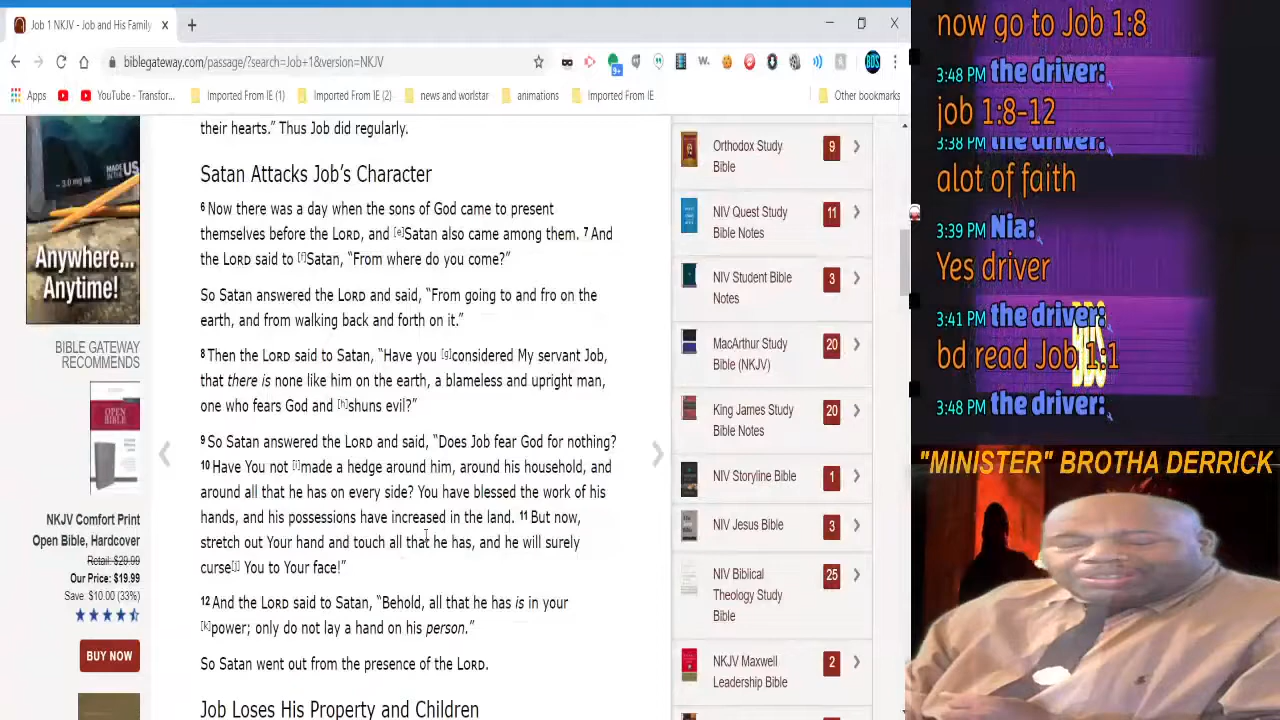 Job 1 NKJV - Job and His Family
biblegateway.com/passage/?search=Job+1&version=NKJV
Apps
YouTube - Transfor...
Imported From IE (1)
Imported From IE (2)
news and worlstar
animations
Imported From IE
Other bookmarks
MADE IN US
Anywhere...
Anytime!
BIBLE GATEWAY
RECOMMENDS
OPEN
BIBLE
NKJV Comfort Print
Open Bible, Hardcover
Retail: $29.99
Our Price: $19.99
Save: $10.00 (33%)
BUY NOW
their hearts.” Thus Job did regularly.
Satan Attacks Job’s Character
6 Now there was a day when the sons of God came to present
themselves before the LORD, and [e]Satan also came among them. 7 And
the LORD said to [f]Satan, “From where do you come?”
So Satan answered the LORD and said, “From going to and fro on the
earth, and from walking back and forth on it.”
8 Then the LORD said to Satan, “Have you [g]considered My servant Job,
that there is none like him on the earth, a blameless and upright man,
one who fears God and [h]shuns evil?”
9 So Satan answered the LORD and said, “Does Job fear God for nothing?
10 Have You not [i]made a hedge around him, around his household, and
around all that he has on every side? You have blessed the work of his
hands, and his possessions have increased in the land. 11 But now,
stretch out Your hand and touch all that he has, and he will surely
curse[j] You to Your face!”
12 And the LORD said to Satan, “Behold, all that he has is in your
[k]power; only do not lay a hand on his person.”
So Satan went out from the presence of the LORD.
Job Loses His Property and Children
Orthodox Study
Bible
9
NIV Quest Study
Bible Notes
11
NIV Student Bible
Notes
3
MacArthur Study
Bible (NKJV)
20
King James Study
Bible Notes
20
NIV Storyline Bible
1
NIV Jesus Bible
3
NIV Biblical
Theology Study
Bible
25
NKJV Maxwell
Leadership Bible
2
now go to Job 1:8
3:48 PM the driver:
job 1:8-12
3:38 PM the driver:
alot of faith
3:39 PM Nia:
Yes driver
3:41 PM the driver:
bd read Job 1:1
3:48 PM the driver:
"MINISTER" BROTHA DERRICK